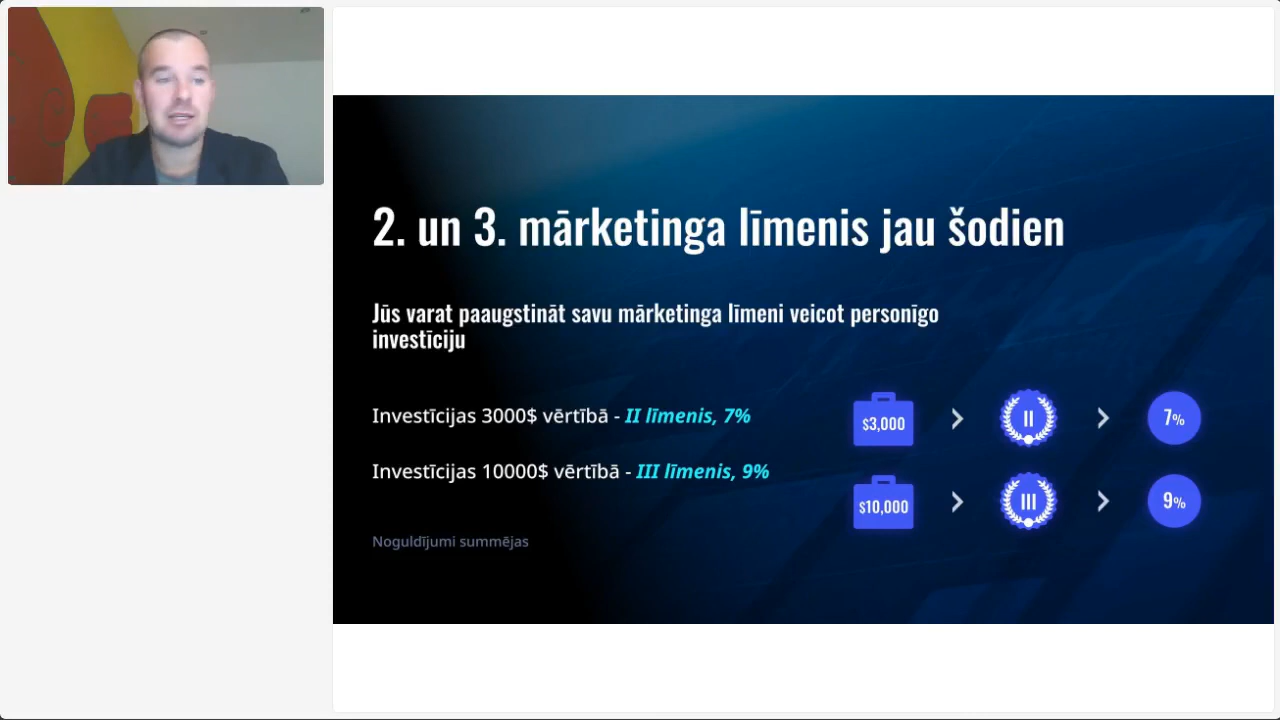 2. un 3. mārketinga līmenis jau šodien
Jūs varat paaugstināt savu mārketinga līmeni veicot personīgo
investīciju
Investīcijas 3000$ vērtībā - II līmenis, 7%
$3,000
II
7%
Investīcijas 10000$ vērtībā - III līmenis, 9%
$10,000
III
9%
Noguldījumi summējas